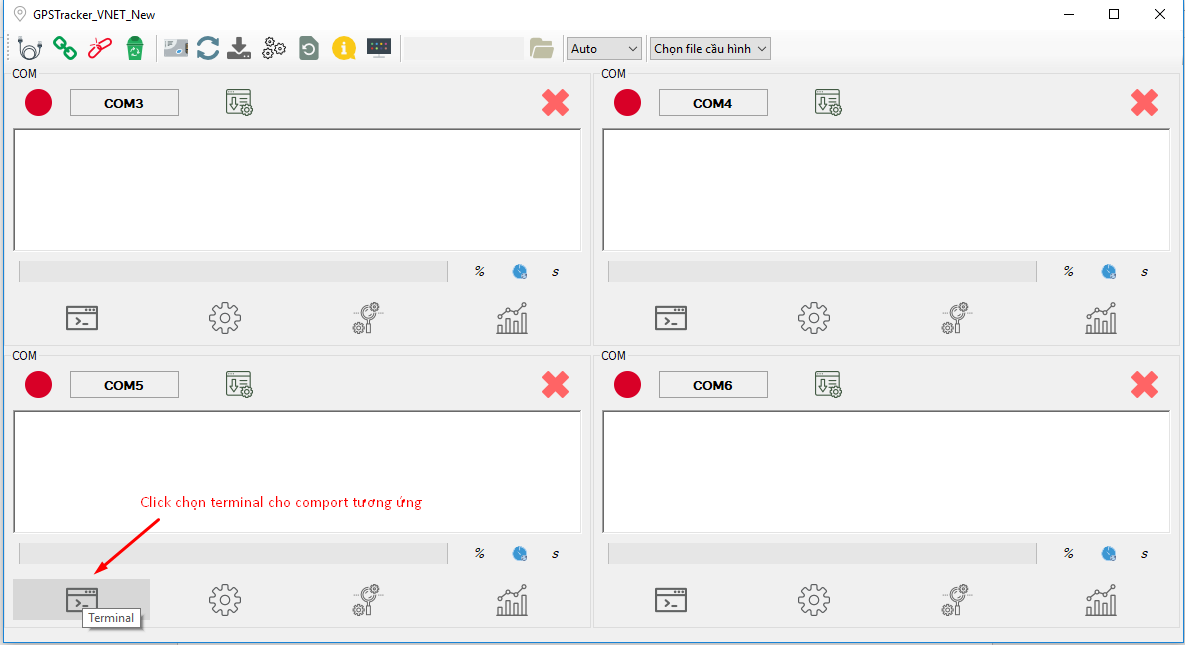 GPSTracker_VNET_New
Auto
Chọn file cấu hình
COM
COM
COM3
COM4
% s
% s
COM
COM
COM5
COM6
Click chọn terminal cho comport tương ứng
% s
% s
Terminal